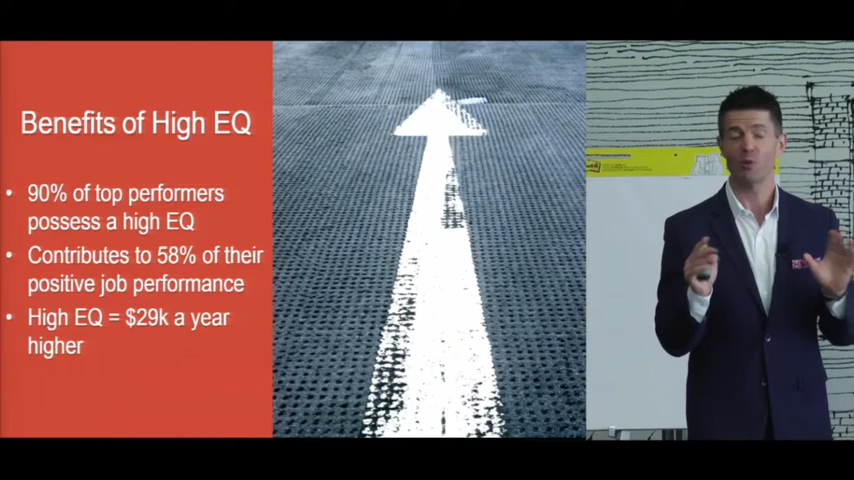 Benefits of High EQ
• 90% of top performers
possess a high EQ
• Contributes to 58% of their
positive job performance
• High EQ = $29k a year
higher